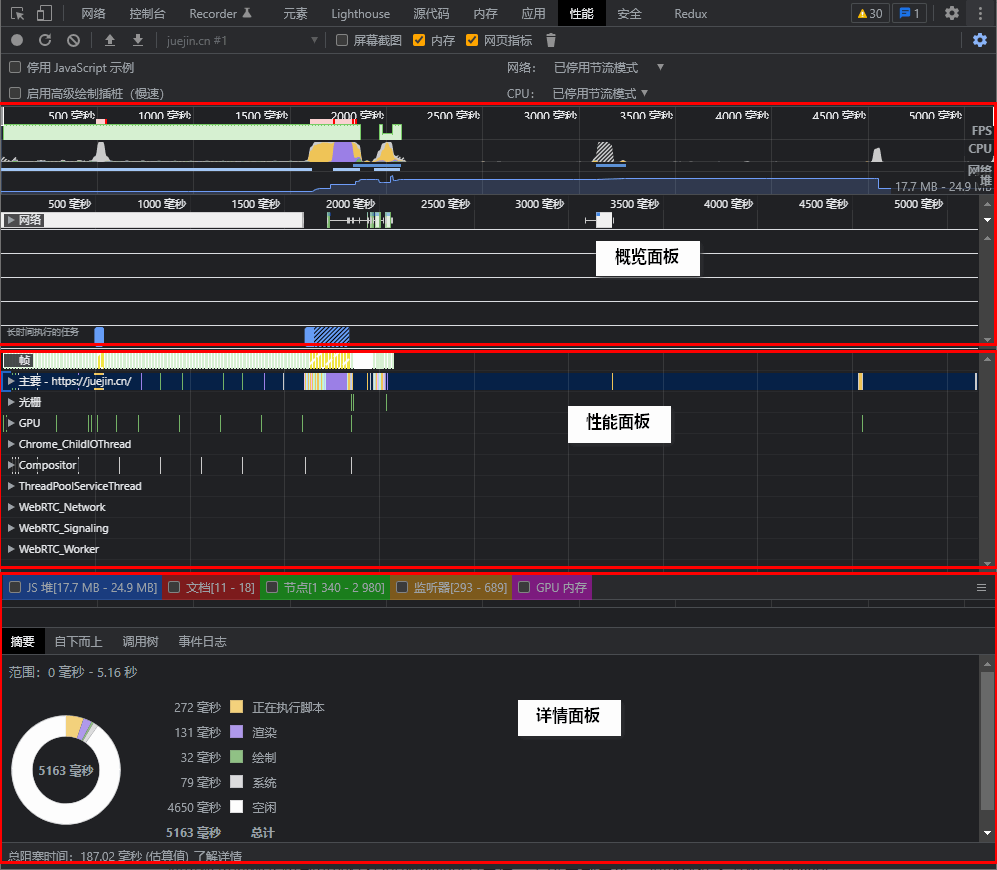 网络 控制台 Recorder 元素 Lighthouse 源代码 内存 应用 性能 安全 Redux 30 1
juejin.cn #1 屏幕截图 内存 网页指标
停用 JavaScript 示例 网络： 已停用节流模式
启用高级绘制插桩（慢速） CPU： 已停用节流模式
500 毫秒 1000 毫秒 1500 毫秒 2000 毫秒 2500 毫秒 3000 毫秒 3500 毫秒 4000 毫秒 4500 毫秒 5000 毫秒
FPS
CPU
网络
堆
17.7 MB - 24.9 MB
500 毫秒 1000 毫秒 1500 毫秒 2000 毫秒 2500 毫秒 3000 毫秒 3500 毫秒 4000 毫秒 4500 毫秒 5000 毫秒
网络
概览面板
长时间执行的任务
帧
主要 - https://juejin.cn/
光栅
GPU
性能面板
Chrome_ChildIOThread
Compositor
ThreadPoolServiceThread
WebRTC_Network
WebRTC_Signaling
WebRTC_Worker
JS 堆[17.7 MB - 24.9 MB] 文档[11 - 18] 节点[1 340 - 2 980] 监听器[293 - 689] GPU 内存
摘要 自下而上 调用树 事件日志
范围：0 毫秒 - 5.16 秒
272 毫秒 正在执行脚本
详情面板
131 毫秒 渲染
32 毫秒 绘制
5163 毫秒
79 毫秒 系统
4650 毫秒 空闲
5163 毫秒 总计
总阻塞时间：187.02 毫秒 (估算值) 了解详情